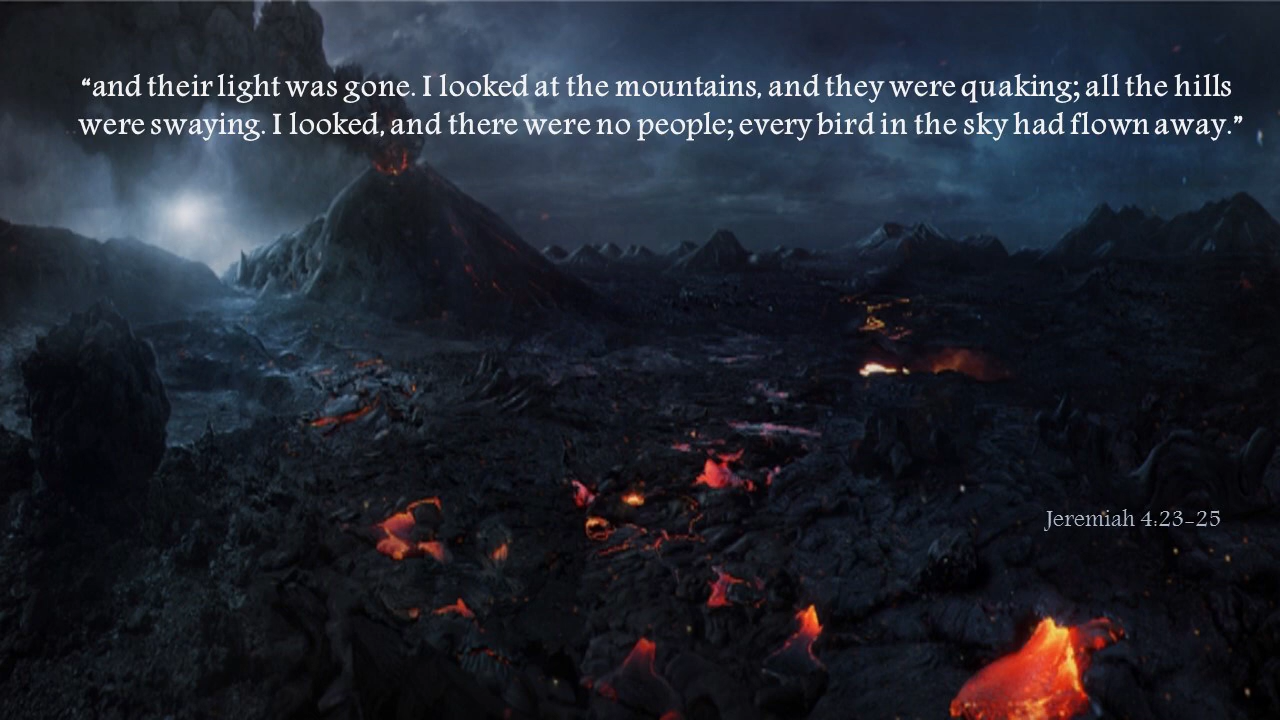 “and their light was gone. I looked at the mountains, and they were quaking; all the hills
were swaying. I looked, and there were no people; every bird in the sky had flown away.”
Jeremiah 4:23-25